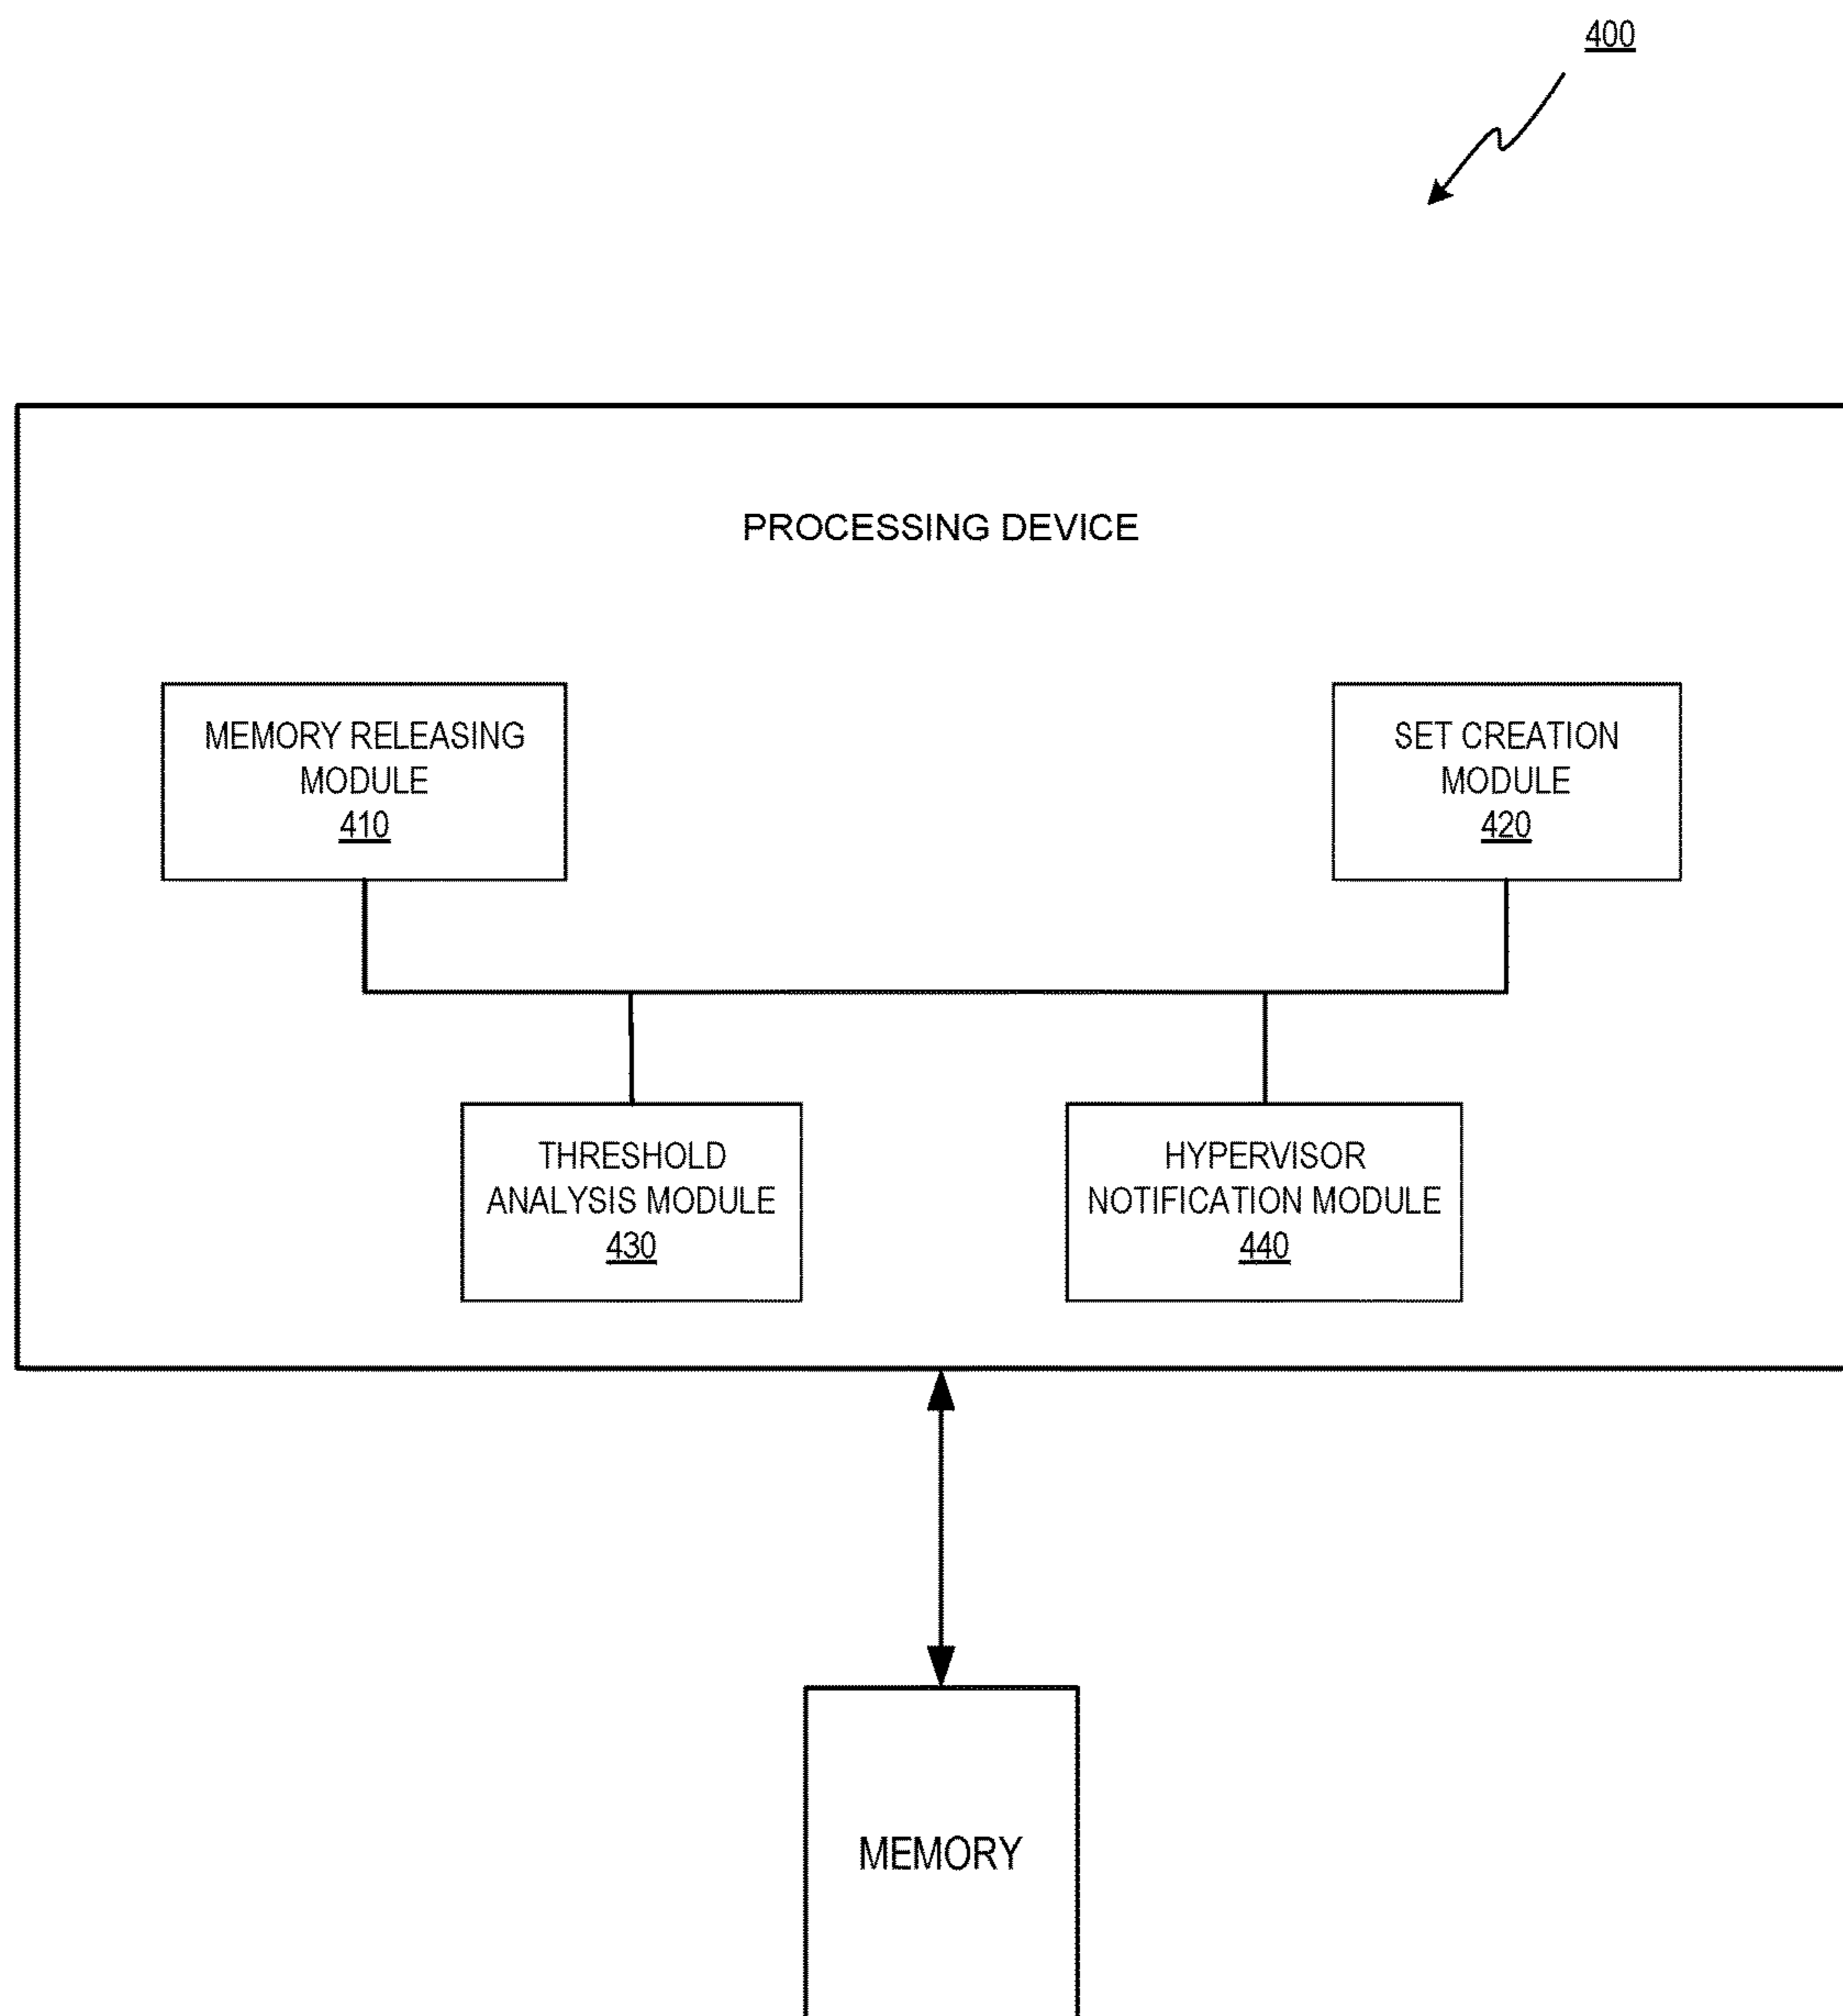 400
PROCESSING DEVICE
MEMORY RELEASING
MODULE
410
SET CREATION
MODULE
420
THRESHOLD
ANALYSIS MODULE
430
HYPERVISOR
NOTIFICATION MODULE
440
MEMORY